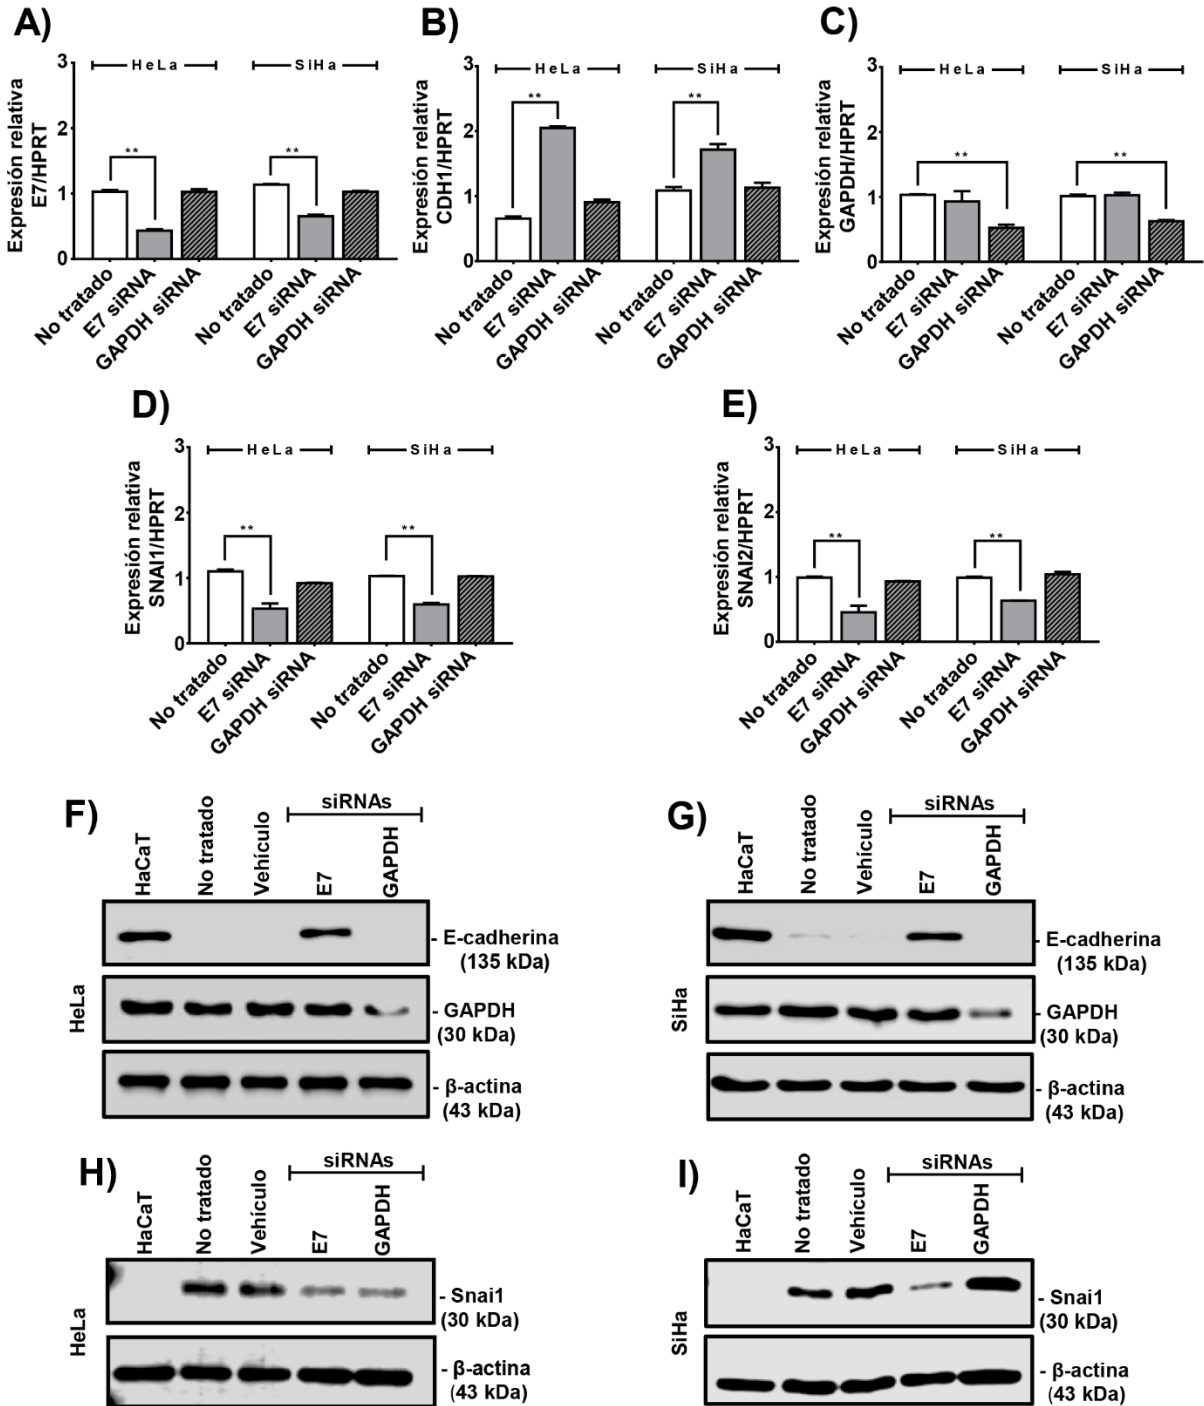 A)
Expresión relativa
E7/HPRT
3
2
1
0
HeLa
SiHa
**
**
No tratado
E7 siRNA
GAPDH siRNA
No tratado
E7 siRNA
GAPDH siRNA
B)
Expresión relativa
CDH1/HPRT
3
2
1
0
HeLa
SiHa
**
**
No tratado
E7 siRNA
GAPDH siRNA
No tratado
E7 siRNA
GAPDH siRNA
C)
Expresión relativa
GAPDH/HPRT
3
2
1
0
HeLa
SiHa
**
**
No tratado
E7 siRNA
GAPDH siRNA
No tratado
E7 siRNA
GAPDH siRNA
D)
Expresión relativa
SNAI1/HPRT
3
2
1
0
HeLa
SiHa
**
**
No tratado
E7 siRNA
GAPDH siRNA
No tratado
E7 siRNA
GAPDH siRNA
E)
Expresión relativa
SNAI2/HPRT
3
2
1
0
HeLa
SiHa
**
**
No tratado
E7 siRNA
GAPDH siRNA
No tratado
E7 siRNA
GAPDH siRNA
F)
siRNAs
HaCaT
No tratado
Vehículo
E7
GAPDH
HeLa
- E-cadherina
(135 kDa)
- GAPDH
(30 kDa)
- β-actina
(43 kDa)
G)
siRNAs
HaCaT
No tratado
Vehículo
E7
GAPDH
SiHa
- E-cadherina
(135 kDa)
- GAPDH
(30 kDa)
- β-actina
(43 kDa)
H)
siRNAs
HaCaT
No tratado
Vehículo
E7
GAPDH
HeLa
- Snai1
(30 kDa)
- β-actina
(43 kDa)
I)
siRNAs
HaCaT
No tratado
Vehículo
E7
GAPDH
SiHa
- Snai1
(30 kDa)
- β-actina
(43 kDa)